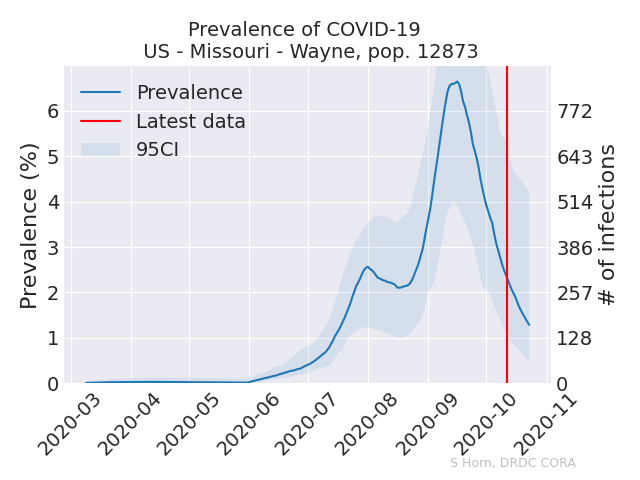 Prevalence of COVID-19
US - Missouri - Wayne, pop. 12873
Prevalence
Latest data
95CI
Prevalence (%)
6
5
4
3
2
1
0
772
643
514
386
257
128
0
# of infections
2020-03
2020-04
2020-05
2020-06
2020-07
2020-08
2020-09
2020-10
2020-11
S Horn, DRDC CORA